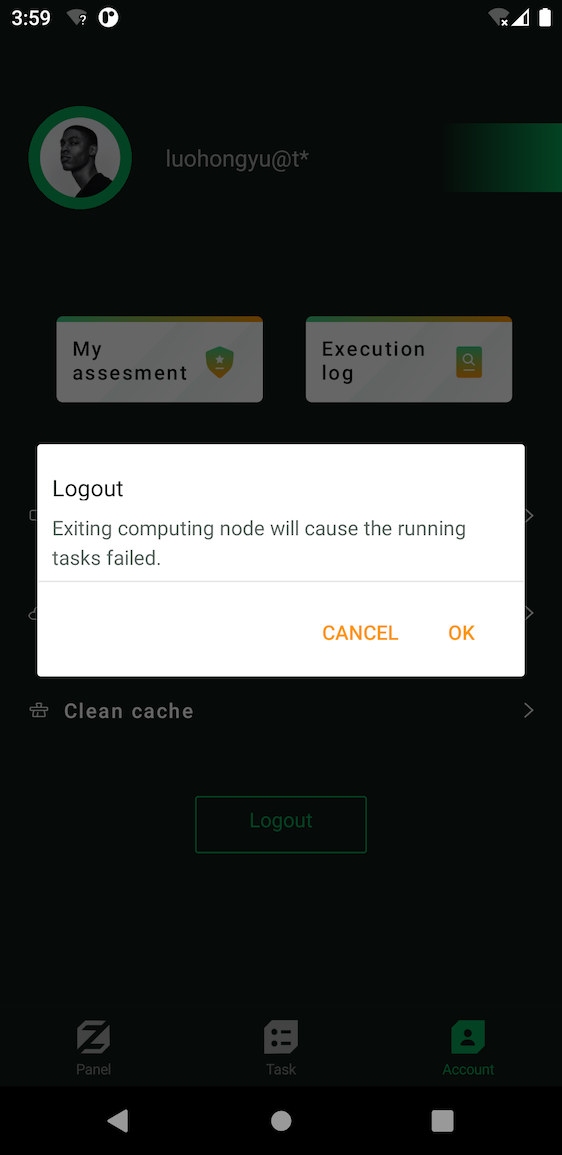 3:59
luohongyu@t*
My
assesment
Execution
log
Logout
Exiting computing node will cause the running
tasks failed.
CANCEL
OK
Clean cache
Logout
Panel
Task
Account